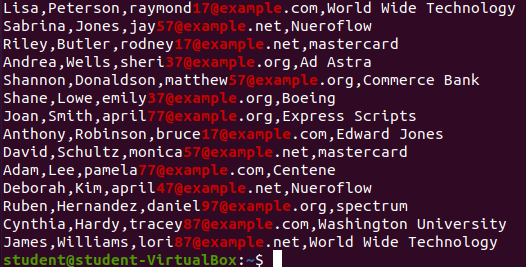 Lisa,Peterson,raymond17@example.com,World Wide Technology
Sabrina,Jones,jay57@example.net,Nueroflow
Riley,Butler,rodney17@example.net,mastercard
Andrea,Wells,sheri37@example.org,Ad Astra
Shannon,Donaldson,matthew57@example.org,Commerce Bank
Shane,Lowe,emily37@example.org,Boeing
Joan,Smith,april77@example.org,Express Scripts
Anthony,Robinson,bruce17@example.com,Edward Jones
David,Schultz,monica57@example.net,mastercard
Adam,Lee,pamela77@example.com,Centene
Deborah,Kim,april47@example.net,Nueroflow
Ruben,Hernandez,daniel97@example.org,spectrum
Cynthia,Hardy,tracey87@example.com,Washington University
James,Williams,lori87@example.net,World Wide Technology
student@student-VirtualBox:~$